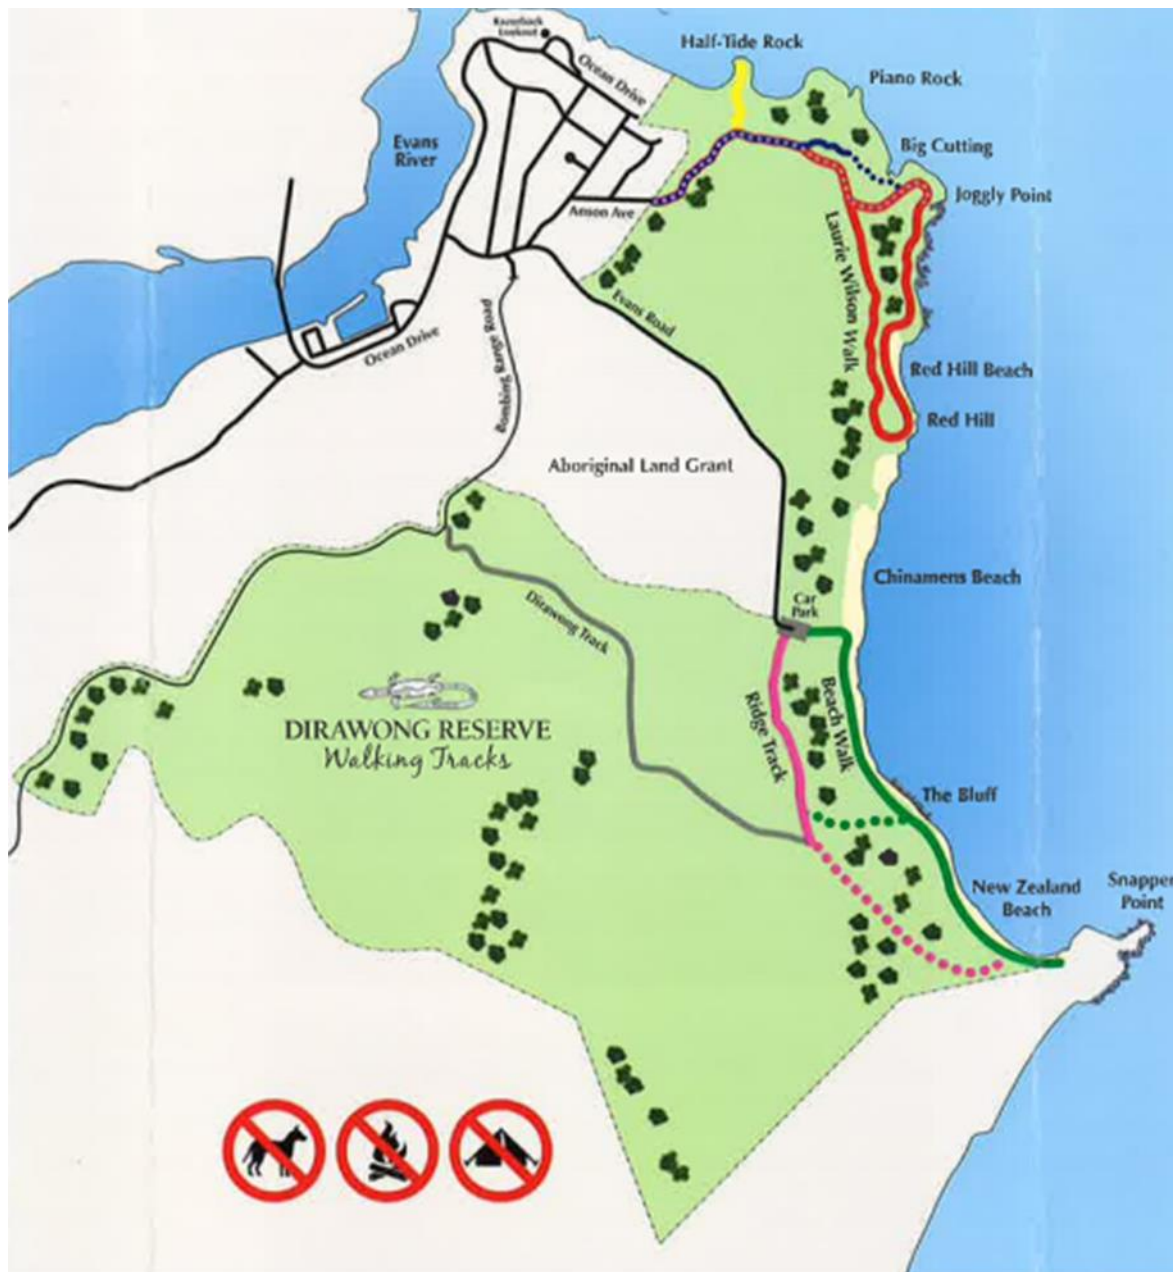 Razorback
Lookout
Ocean Drive
Half-Tide Rock
Piano Rock
Evans
River
Big Cutting
Joggly Point
Anson Ave
Laurie Wilson Walk
Evans Road
Ocean Drive
Bombing Range Road
Red Hill Beach
Red Hill
Aboriginal Land Grant
Chinamens Beach
Car
Park
Dirawong Track
Ridge Track
Beach Walk
DIRAWONG RESERVE
Walking Tracks
The Bluff
New Zealand
Beach
Snapper
Point